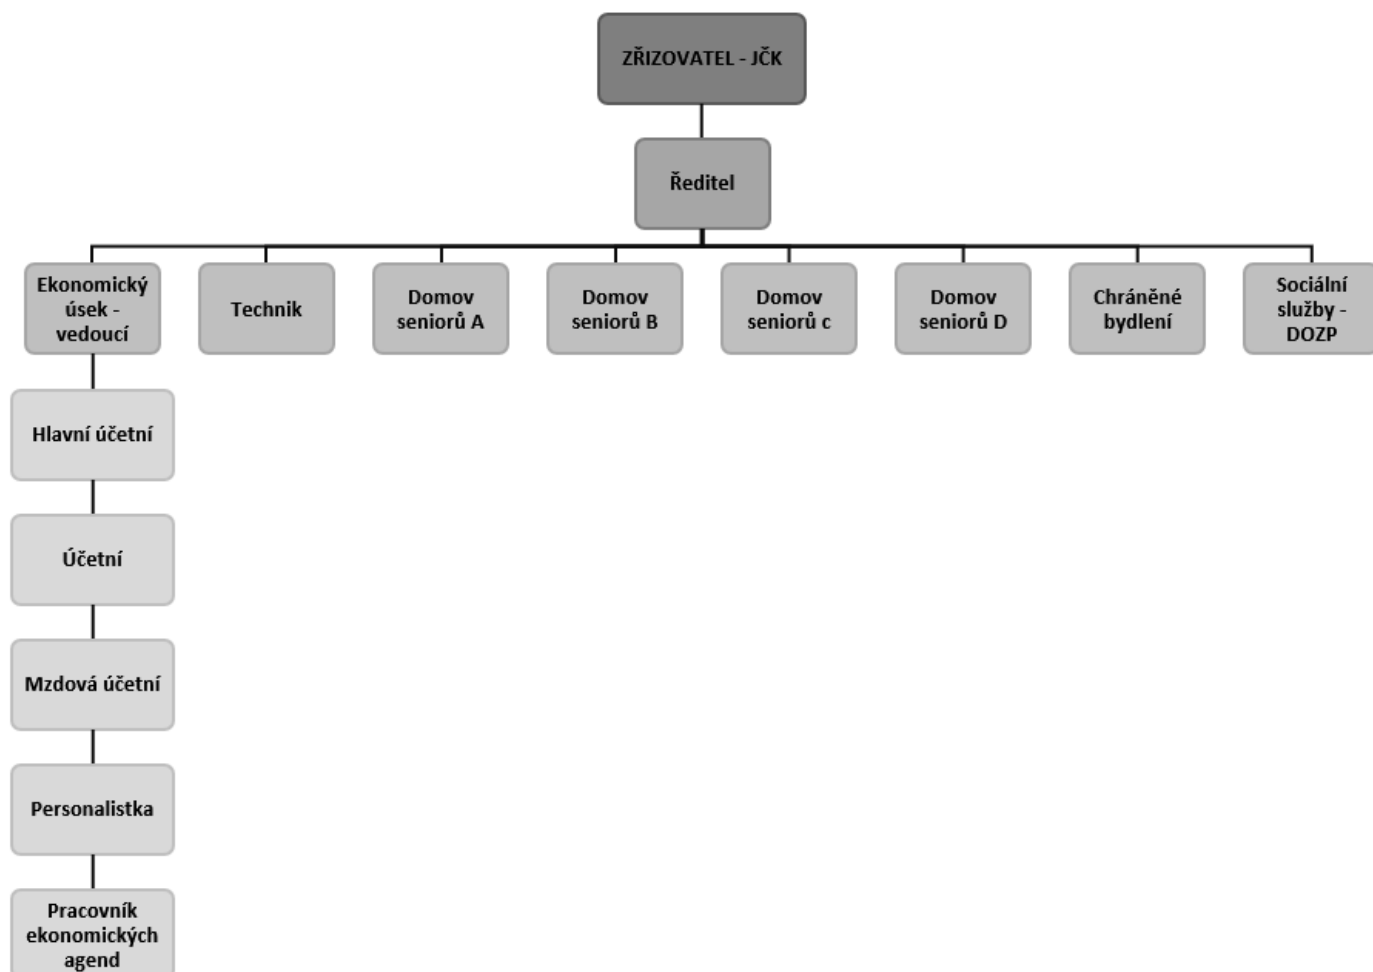 ZŘIZOVATEL - JČK
Ředitel
Ekonomický
úsek -
vedoucí
Technik
Domov
seniorů A
Domov
seniorů B
Domov
seniorů c
Domov
seniorů D
Chráněné
bydlení
Sociální
služby -
DOZP
Hlavní účetní
Účetní
Mzdová účetní
Personalistka
Pracovník
ekonomických
agend